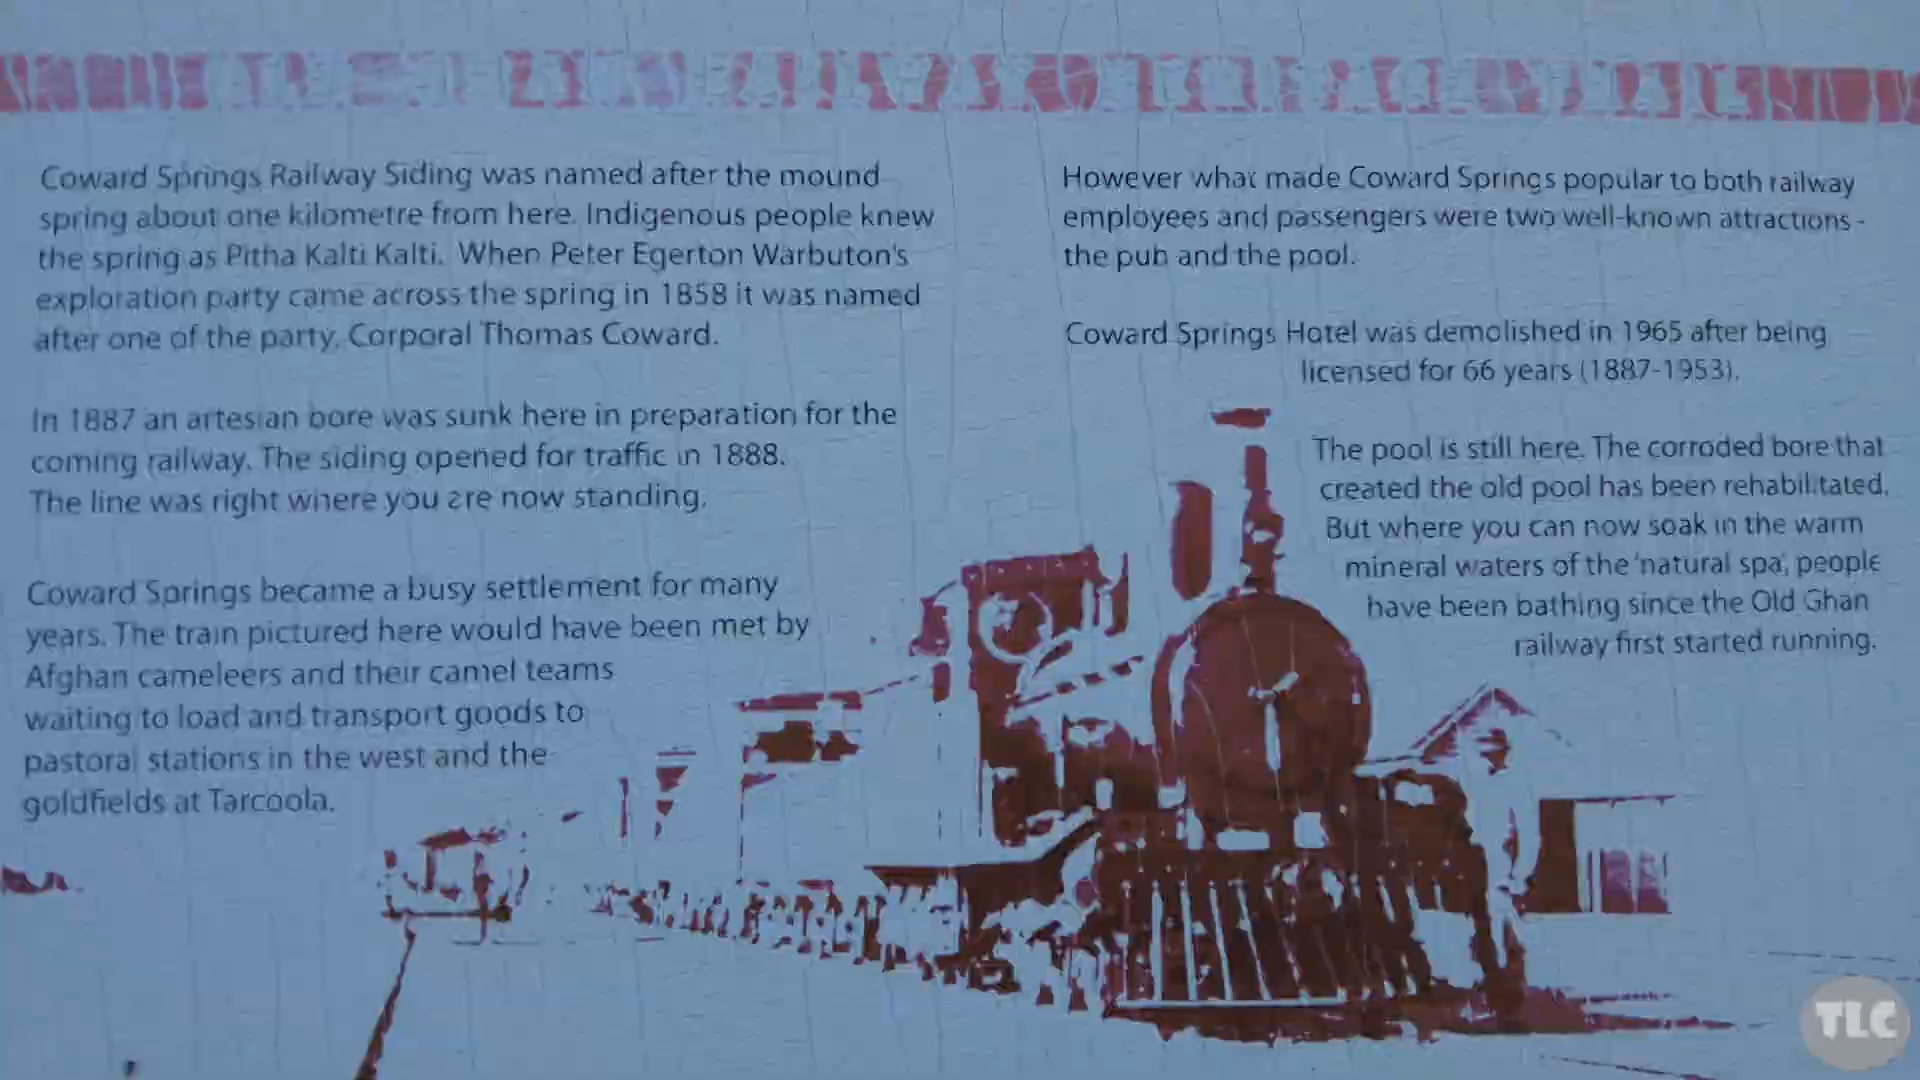 Coward Springs Railway Siding was named after the mound
spring about one kilometre from here. Indigenous people knew
the spring as Pitha Kalti Kalti. When Peter Egerton Warbuton's
exploration party came across the spring in 1858 it was named
after one of the party, Corporal Thomas Coward.
In 1887 an artesian bore was sunk here in preparation for the
coming railway. The siding opened for traffic in 1888.
The line was right where you are now standing.
Coward Springs became a busy settlement for many
years. The train pictured here would have been met by
Afghan cameleers and their camel teams
waiting to load and transport goods to
pastoral stations in the west and the
goldfields at Tarcoola.
However what made Coward Springs popular to both railway
employees and passengers were two well-known attractions -
the pub and the pool.
Coward Springs Hotel was demolished in 1965 after being
licensed for 66 years (1887-1953).
The pool is still here. The corroded bore that
created the old pool has been rehabilitated.
But where you can now soak in the warm
mineral waters of the 'natural spa', people
have been bathing since the Old Ghan
railway first started running.
TLC